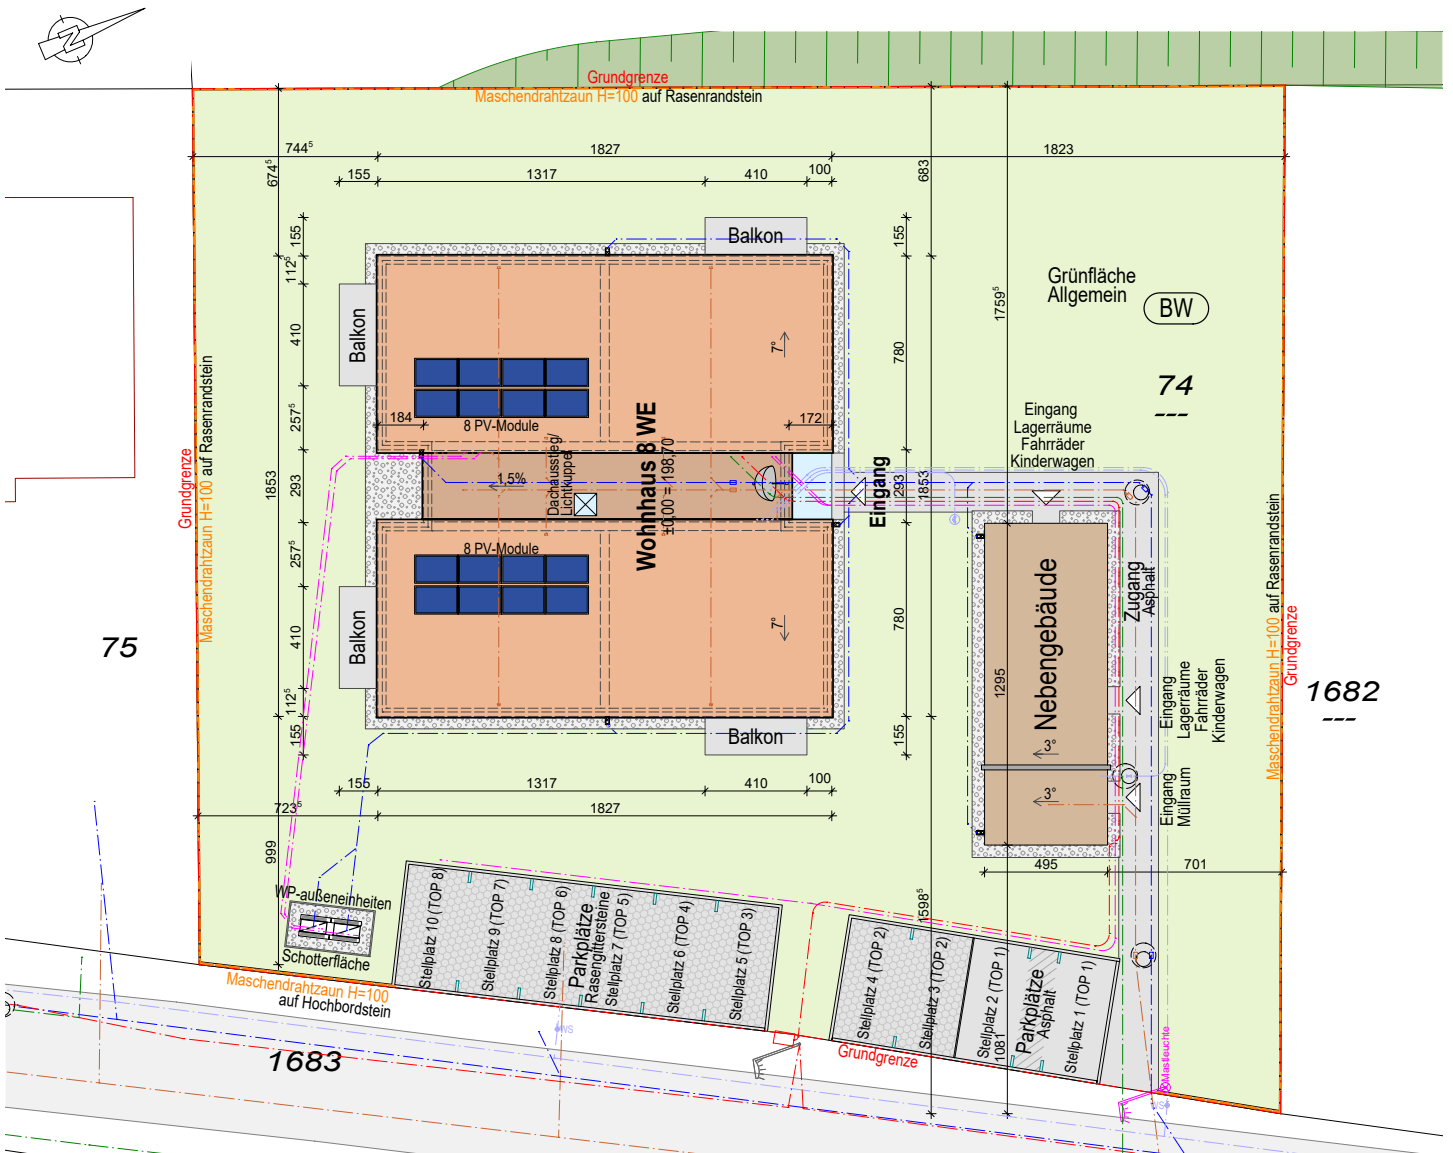 N
Grundgrenze
Maschendrahtzaun H=100 auf Rasenrandstein
744⁵
1827
1823
674⁵
683
155
1317
410
100
155
Balkon
155
112⁵
Grünfläche
Allgemein
BW
1759⁵
410
Balkon
780
7°
74
---
Maschendrahtzaun H=100 auf Rasenrandstein
Grundgrenze
184
8 PV-Module
172
257⁵
Eingang
Lagerräume
Fahrräder
Kinderwagen
1853
293
1,5%
Dachausstieg/
Lichtkuppel
Wohnhaus 8 WE
±0,00 = 198,70
Eingang
293
1853
8 PV-Module
257⁵
Balkon
410
780
7°
Nebengebäude
1295
Zugang
Asphalt
Maschendrahtzaun H=100 auf Rasenrandstein
Grundgrenze
75
1682
---
112⁵
155
Balkon
155
Eingang
Lagerräume
Fahrräder
Kinderwagen
3°
3°
Eingang
Müllraum
155
1317
410
100
723⁵
1827
999
495
701
1598⁵
WP-außeneinheiten
Schotterfläche
Stellplatz 10 (TOP 8)
Stellplatz 9 (TOP 7)
Stellplatz 8 (TOP 6)
Parkplätze
Rasengittersteine
Stellplatz 7 (TOP 5)
Stellplatz 6 (TOP 4)
Stellplatz 5 (TOP 3)
Stellplatz 4 (TOP 2)
Stellplatz 3 (TOP 2)
Stellplatz 2 (TOP 1)
1081
Parkplätze
Asphalt
Stellplatz 1 (TOP 1)
Maschendrahtzaun H=100
auf Hochbordstein
Grundgrenze
Mastleuchte
WS
WS
1683